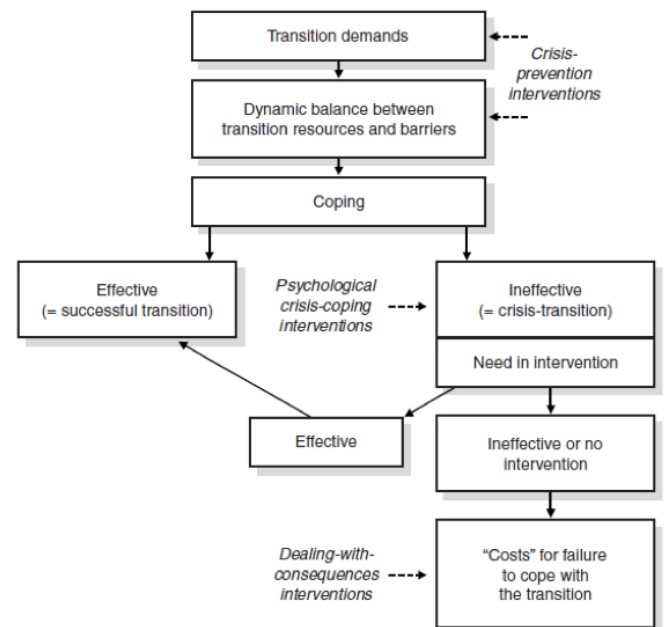 Transition demands
Crisis-
prevention
interventions
Dynamic balance between
transition resources and barriers
Coping
Effective
(= successful transition)
Psychological
crisis-coping
interventions
Ineffective
(= crisis-transition)
Need in intervention
Effective
Ineffective or no
intervention
Dealing-with-
consequences
interventions
“Costs” for failure
to cope with
the transition